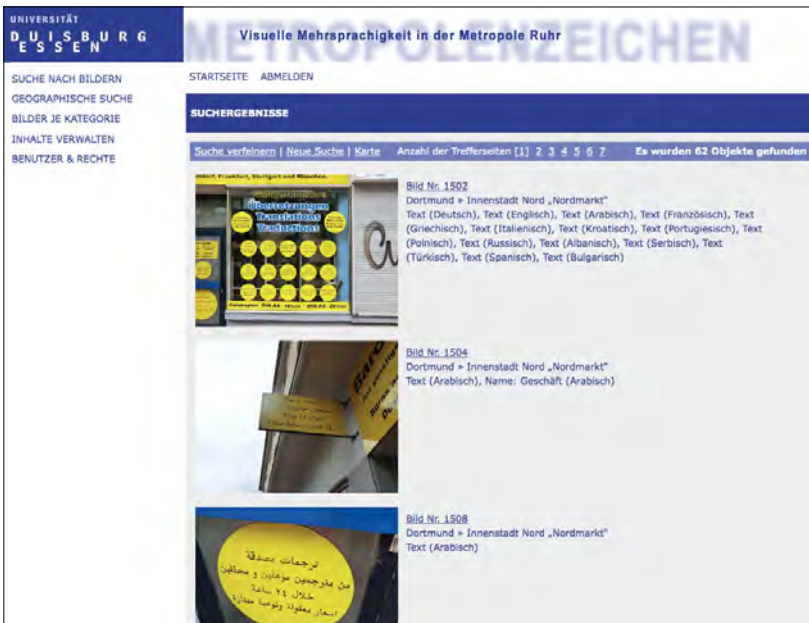 UNIVERSITÄT
DUISBURG
ESSEN
METROPOLENZEICHEN
Visuelle Mehrsprachigkeit in der Metropole Ruhr
SUCHE NACH BILDERN
GEOGRAPHISCHE SUCHE
BILDER JE KATEGORIE
INHALTE VERWALTEN
BENUTZER & RECHTE
STARTSEITE ABMELDEN
SUCHERGEBNISSE
Suche verfeinern | Neue Suche | Karte Anzahl der Trefferseiten [1] 2 3 4 5 6 7 Es wurden 62 Objekte gefunden
Frankfurt, Stuttgart und München.
Übersetzungen
Translations
Traductions
Bild Nr. 1502
Dortmund » Innenstadt Nord „Nordmarkt"
Text (Deutsch), Text (Englisch), Text (Arabisch), Text (Französisch), Text
(Griechisch), Text (Italienisch), Text (Kroatisch), Text (Portugiesisch), Text
(Polnisch), Text (Russisch), Text (Albanisch), Text (Serbisch), Text
(Türkisch), Text (Spanisch), Text (Bulgarisch)
Bild Nr. 1504
Dortmund » Innenstadt Nord „Nordmarkt"
Text (Arabisch), Name: Geschäft (Arabisch)
Bild Nr. 1508
Dortmund » Innenstadt Nord „Nordmarkt"
Text (Arabisch)
ترجمات مصدقة
من مترجمين مؤهلين و محلفين
خلال ٢٤ ساعة
اسعار معقولة ونوعية ممتازة